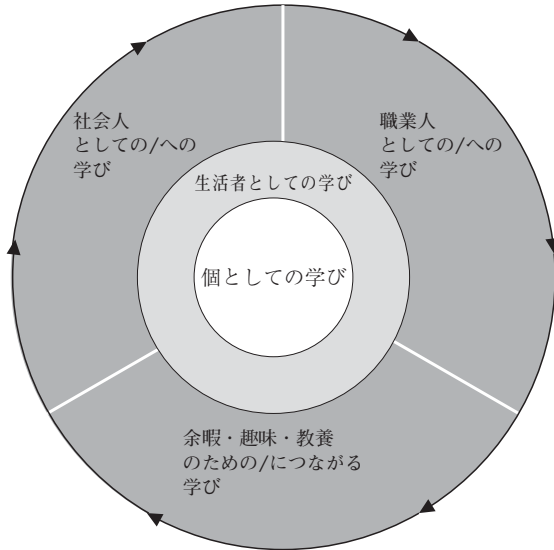 社会人
としての/への
学び
職業人
としての/への
学び
生活者としての学び
個としての学び
余暇・趣味・教養
のための/につながる
学び